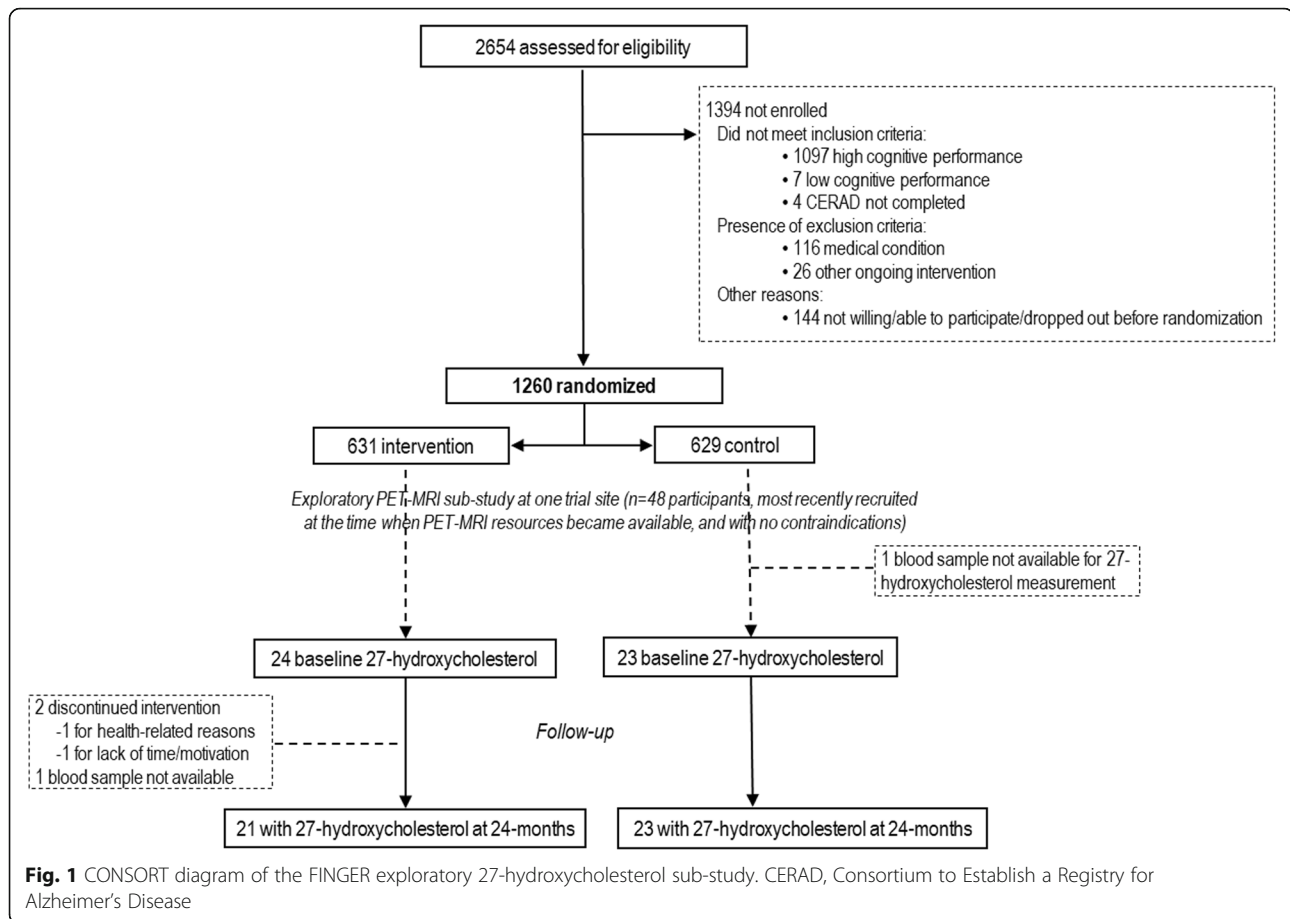 2654 assessed for eligibility
1394 not enrolled
Did not meet inclusion criteria:
• 1097 high cognitive performance
• 7 low cognitive performance
• 4 CERAD not completed
Presence of exclusion criteria:
• 116 medical condition
• 26 other ongoing intervention
Other reasons:
• 144 not willing/able to participate/dropped out before randomization
1260 randomized
631 intervention
629 control
Exploratory PET-MRI sub-study at one trial site (n=48 participants, most recently recruited
at the time when PET-MRI resources became available, and with no contraindications)
1 blood sample not available for 27-
hydroxycholesterol measurement
24 baseline 27-hydroxycholesterol
23 baseline 27-hydroxycholesterol
2 discontinued intervention
-1 for health-related reasons
-1 for lack of time/motivation
1 blood sample not available
Follow-up
21 with 27-hydroxycholesterol at 24-months
23 with 27-hydroxycholesterol at 24-months
Fig. 1 CONSORT diagram of the FINGER exploratory 27-hydroxycholesterol sub-study. CERAD, Consortium to Establish a Registry for
Alzheimer's Disease